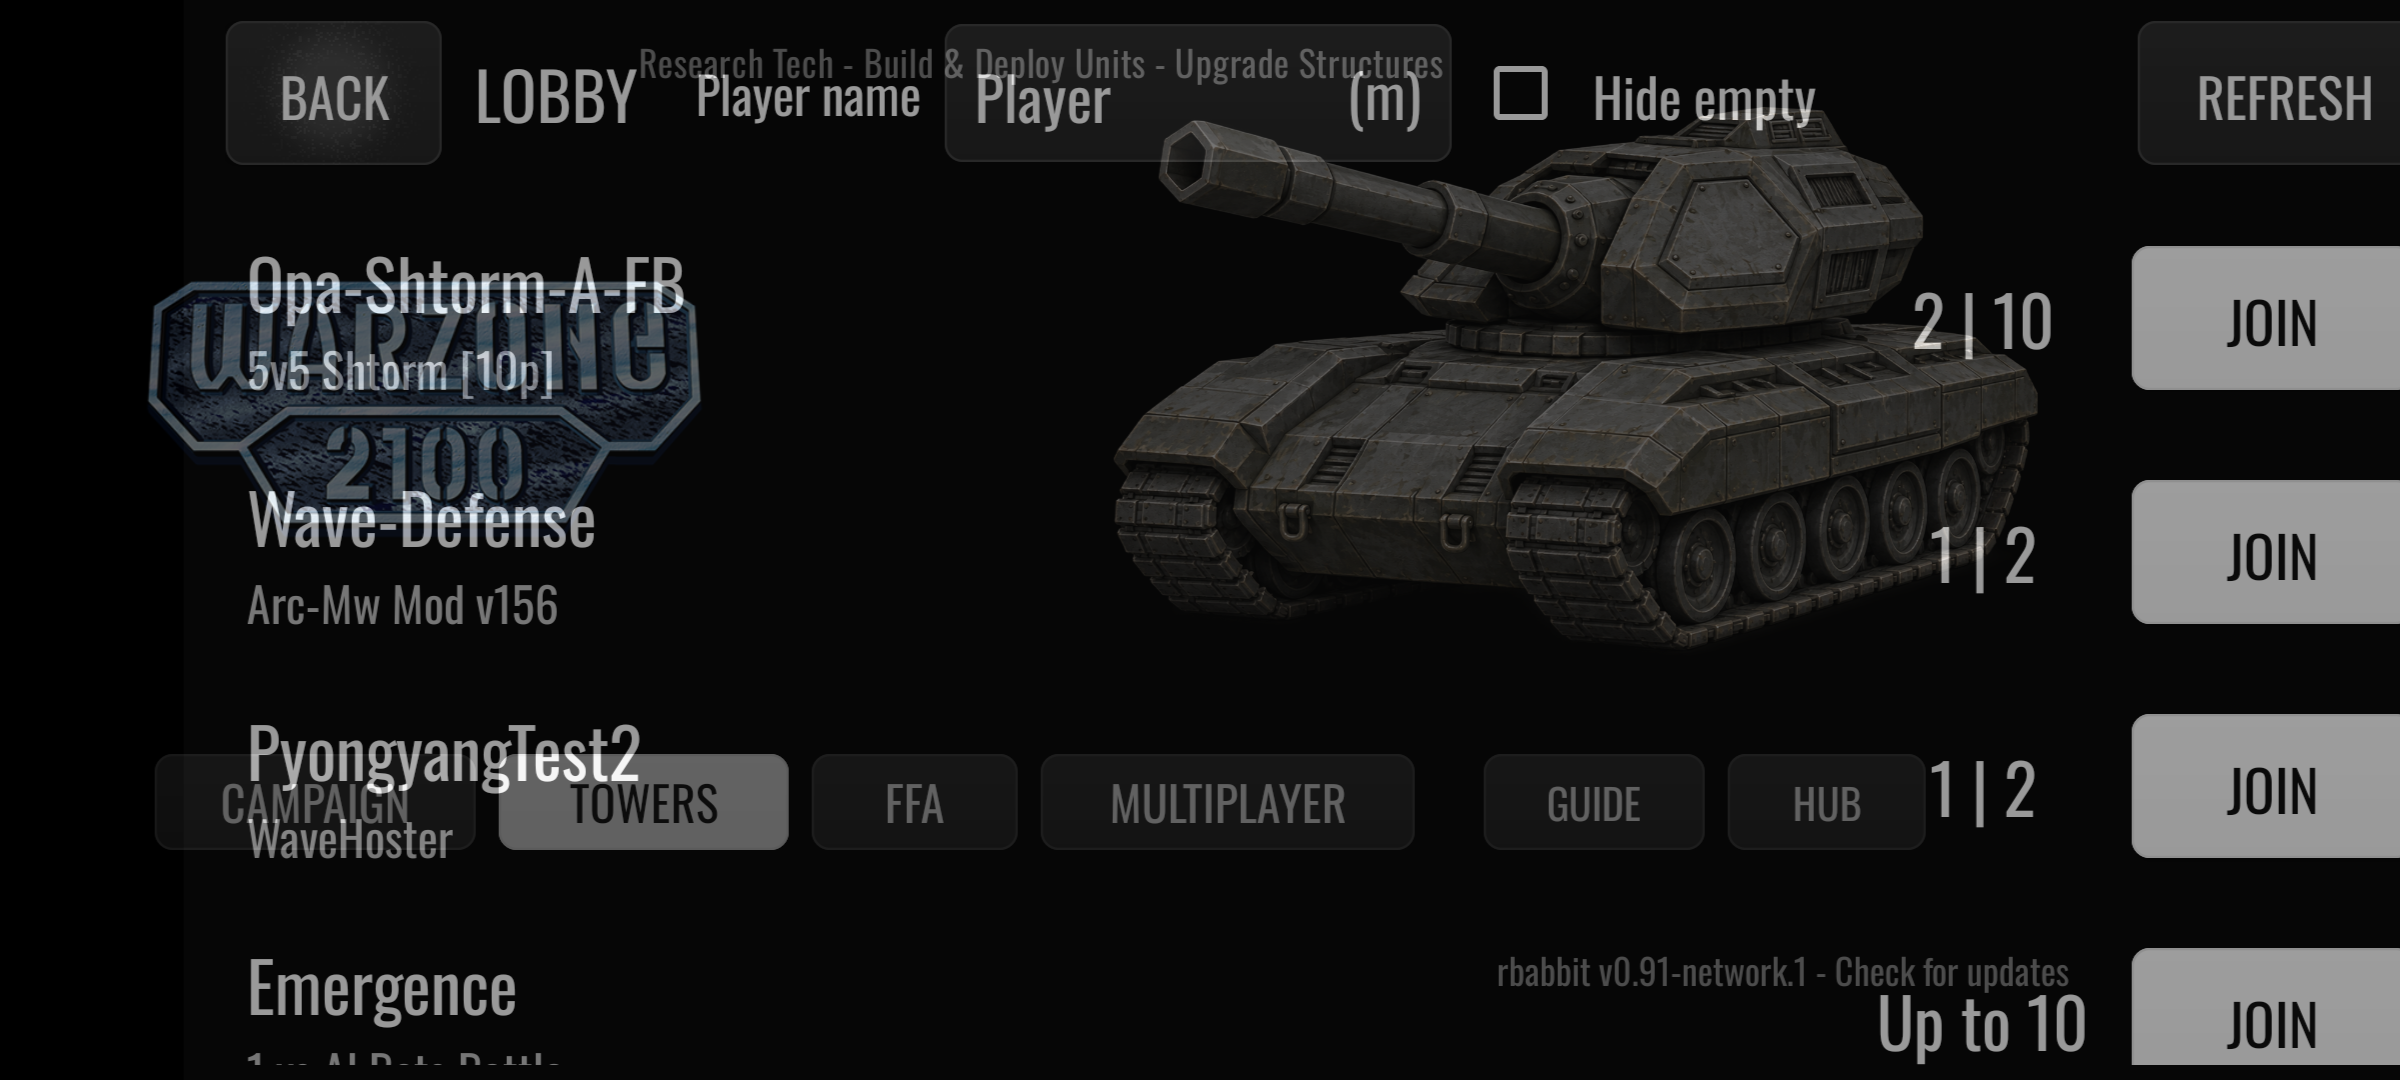 Research Tech - Build & Deploy Units - Upgrade Structures
BACK
LOBBY
Player name
Player
(m)
Hide empty
REFRESH
Opa-Shtorm-A-FB
5v5 Shtorm [10p]
2 | 10
JOIN
WARZONE
2100
Wave-Defense
Arc-Mw Mod v156
1 | 2
JOIN
PyongyangTest2
WaveHoster
1 | 2
JOIN
CAMPAIGN
TOWERS
FFA
MULTIPLAYER
GUIDE
HUB
rbabbit v0.91-network.1 - Check for updates
Emergence
Up to 10
JOIN